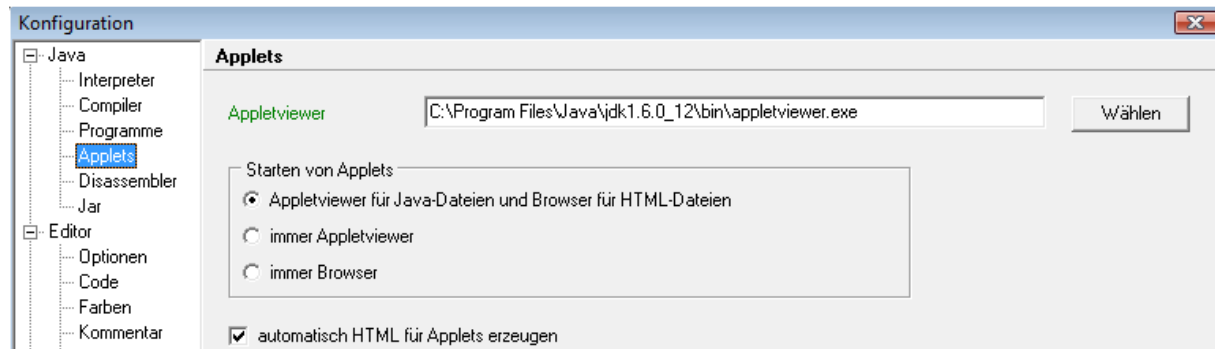 Konfiguration
Java
Interpreter
Compiler
Programme
Applets
Disassembler
Jar
Editor
Optionen
Code
Farben
Kommentar
Applets
Appletviewer
C:\Program Files\Java\jdk1.6.0_12\bin\appletviewer.exe
Wählen
Starten von Applets
Appletviewer für Java-Dateien und Browser für HTML-Dateien
immer Appletviewer
immer Browser
automatisch HTML für Applets erzeugen